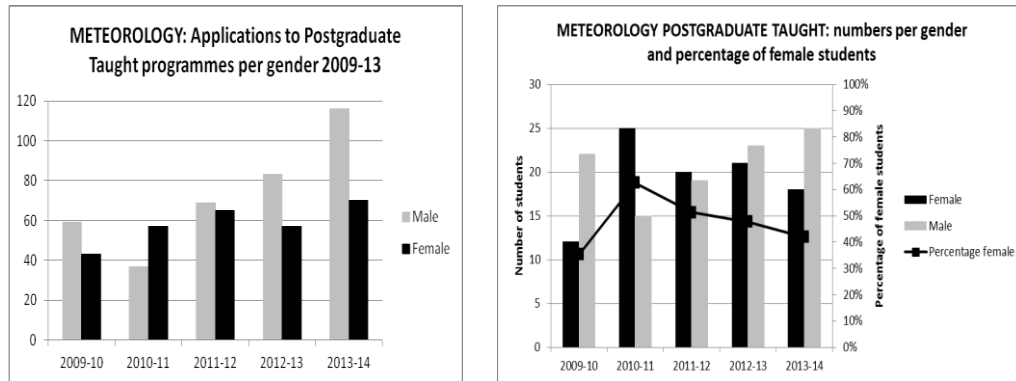 METEOROLOGY: Applications to Postgraduate
Taught programmes per gender 2009-13
120
100
80
60
40
20
0
2009-10 2010-11 2011-12 2012-13 2013-14
Male
Female
METEOROLOGY POSTGRADUATE TAUGHT: numbers per gender
and percentage of female students
Number of students
30
25
20
15
10
5
0
100%
90%
80%
70%
60%
50%
40%
30%
20%
10%
0%
Percentage of female students
2009-10 2010-11 2011-12 2012-13 2013-14
Female
Male
Percentage female